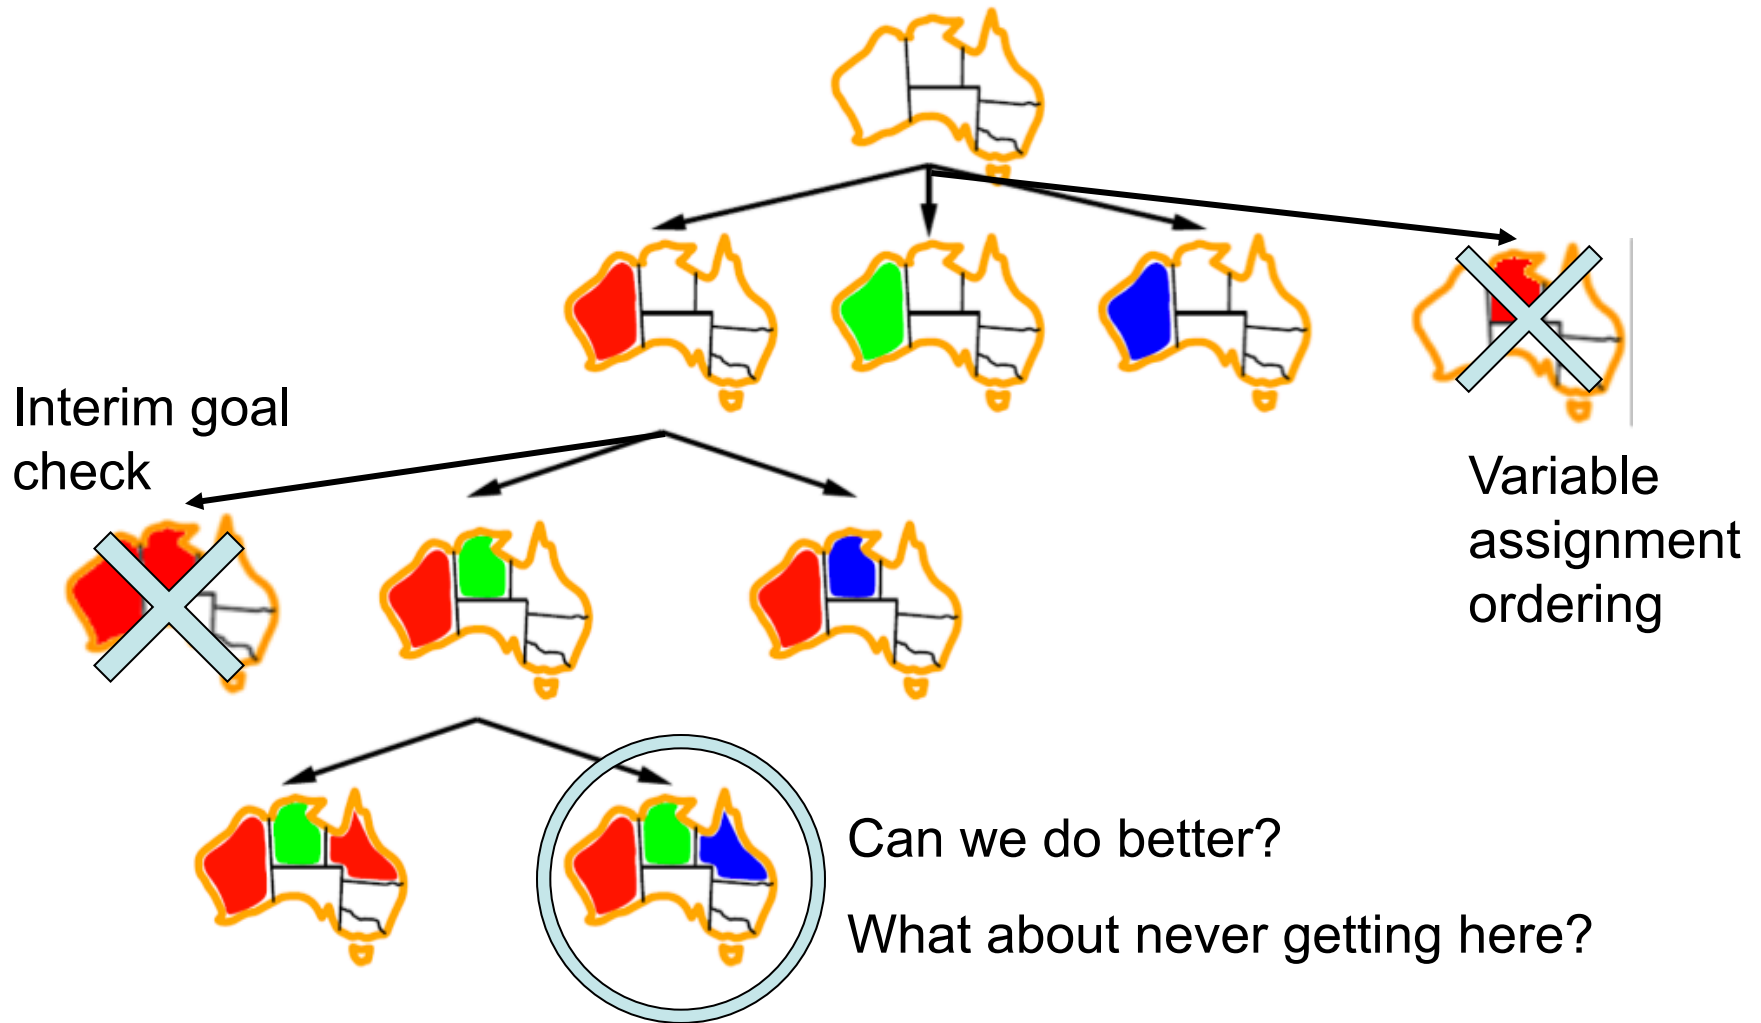 Interim goal
check
Variable
assignment
ordering
Can we do better?
What about never getting here?